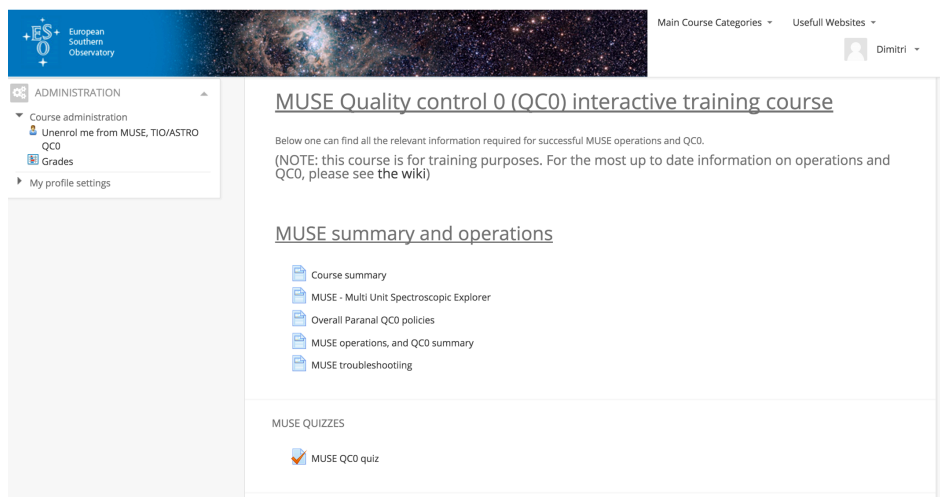 European
Southern
Observatory
Main Course Categories
Usefull Websites
Dimitri
ADMINISTRATION
Course administration
Unenrol me from MUSE, TIO/ASTRO
QC0
Grades
My profile settings
MUSE Quality control 0 (QC0) interactive training course
Below one can find all the relevant information required for successful MUSE operations and QC0.
(NOTE: this course is for training purposes. For the most up to date information on operations and
QC0, please see the wiki)
MUSE summary and operations
Course summary
MUSE - Multi Unit Spectroscopic Explorer
Overall Paranal QC0 policies
MUSE operations, and QC0 summary
MUSE troubleshootiing
MUSE QUIZZES
MUSE QC0 quiz